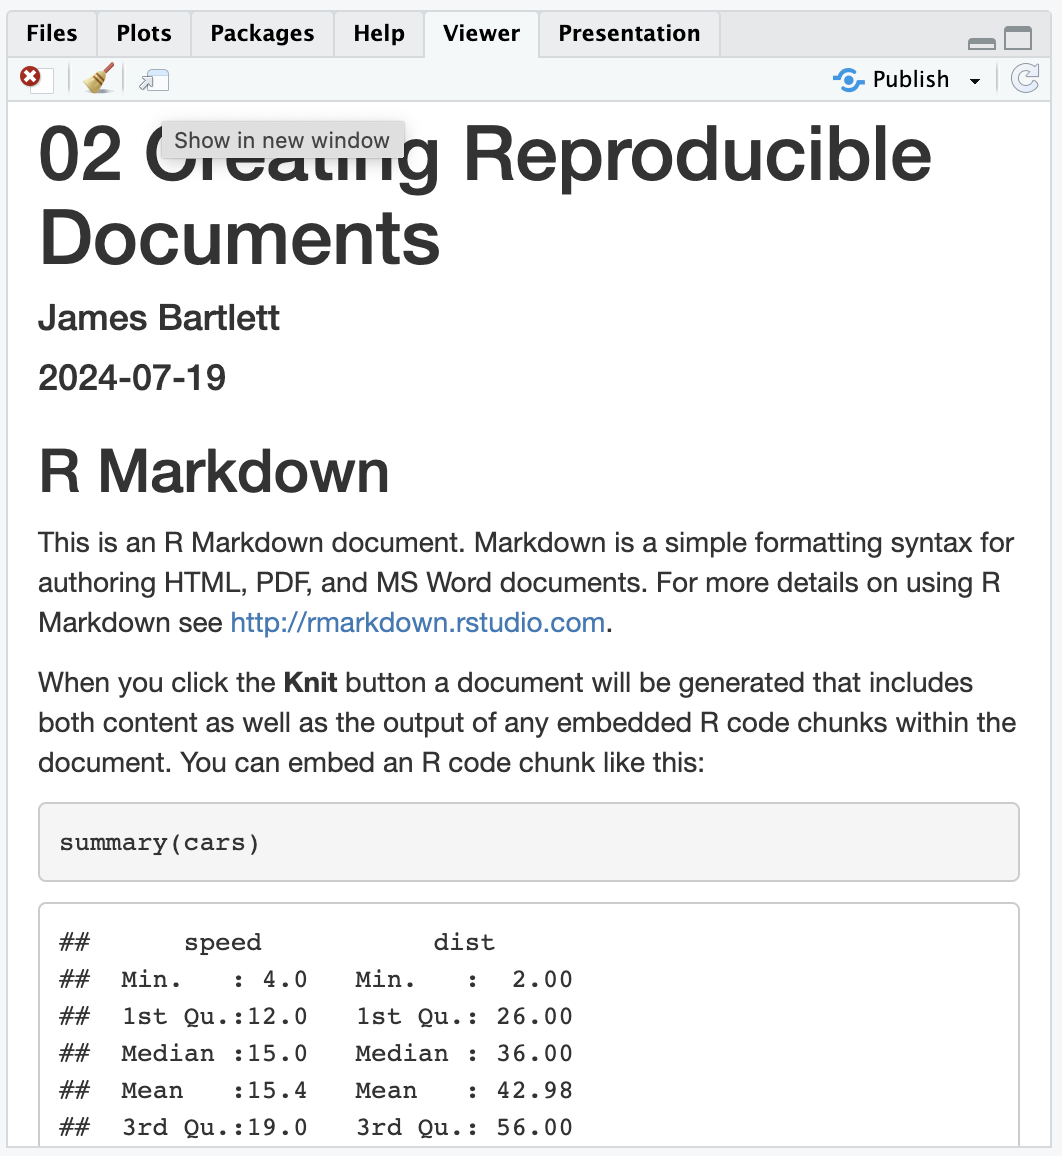 Files Plots Packages Help Viewer Presentation
Publish
Show in new window
02 Creating Reproducible
Documents
James Bartlett
2024-07-19
R Markdown
This is an R Markdown document. Markdown is a simple formatting syntax for
authoring HTML, PDF, and MS Word documents. For more details on using R
Markdown see http://rmarkdown.rstudio.com.
When you click the Knit button a document will be generated that includes
both content as well as the output of any embedded R code chunks within the
document. You can embed an R code chunk like this:
summary(cars)
##      speed           dist
##  Min.   : 4.0   Min.   :  2.00
##  1st Qu.:12.0   1st Qu.: 26.00
##  Median :15.0   Median : 36.00
##  Mean   :15.4   Mean   : 42.98
##  3rd Qu.:19.0   3rd Qu.: 56.00